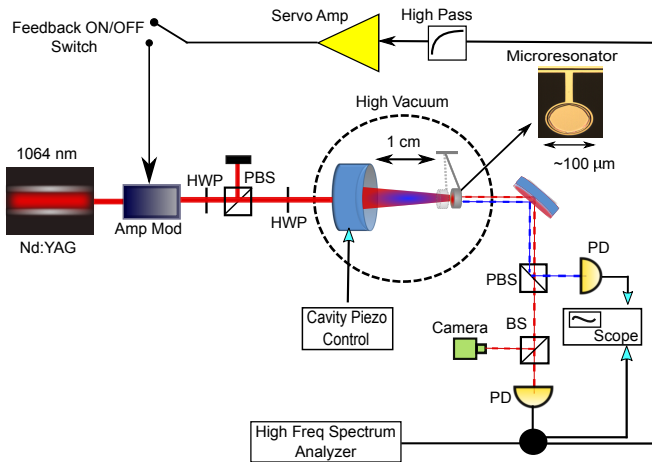 Feedback ON/OFF
Switch
Servo Amp
High Pass
Microresonator
~100 µm
High Vacuum
1 cm
1064 nm
Nd:YAG
Amp Mod
HWP
PBS
HWP
Cavity Piezo
Control
PBS
PD
Scope
BS
Camera
PD
High Freq Spectrum
Analyzer